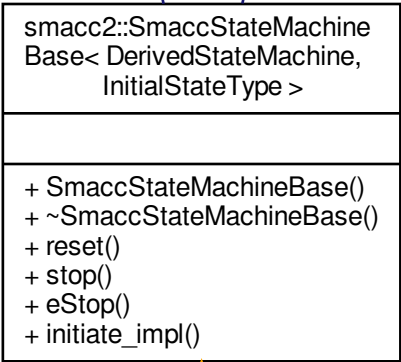 smacc2::SmaccStateMachine
Base< DerivedStateMachine,
InitialStateType >
+ SmaccStateMachineBase()
+ ~SmaccStateMachineBase()
+ reset()
+ stop()
+ eStop()
+ initiate_impl()